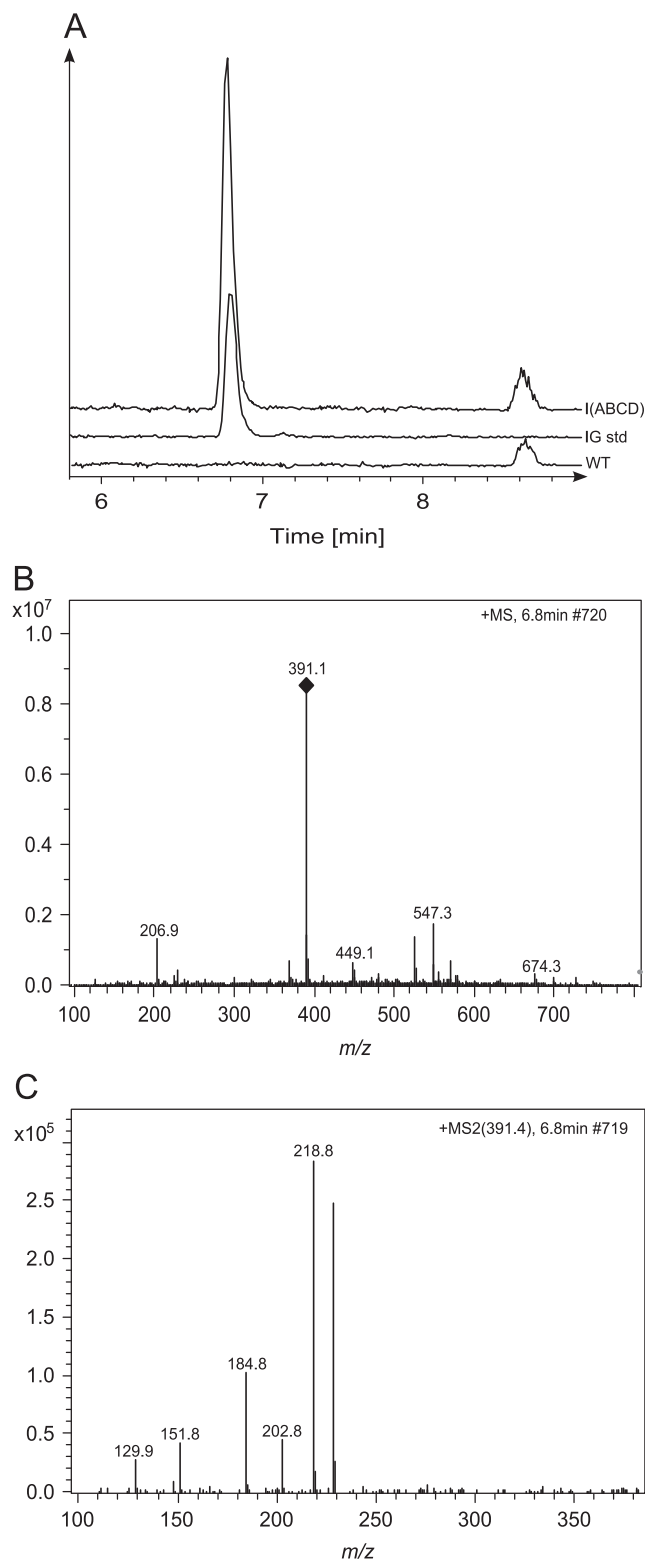 A
I(ABCD)
IG std
WT
6 7 8
Time [min]
B
x10⁷
+MS, 6.8min #720
1.0
391.1
0.8
0.6
0.4
0.2
547.3
206.9
449.1
674.3
0.0
100 200 300 400 500 600 700
m/z
C
x10⁵
+MS2(391.4), 6.8min #719
218.8
2.5
2.0
1.5
184.8
1.0
202.8
151.8
129.9
0.5
0.0
100 150 200 250 300 350
m/z